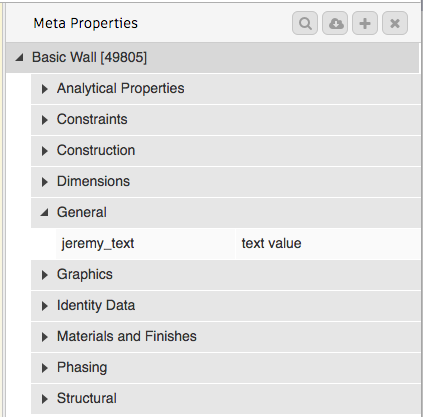 Meta Properties
Basic Wall [49805]
Analytical Properties
Constraints
Construction
Dimensions
General
jeremy_text text value
Graphics
Identity Data
Materials and Finishes
Phasing
Structural